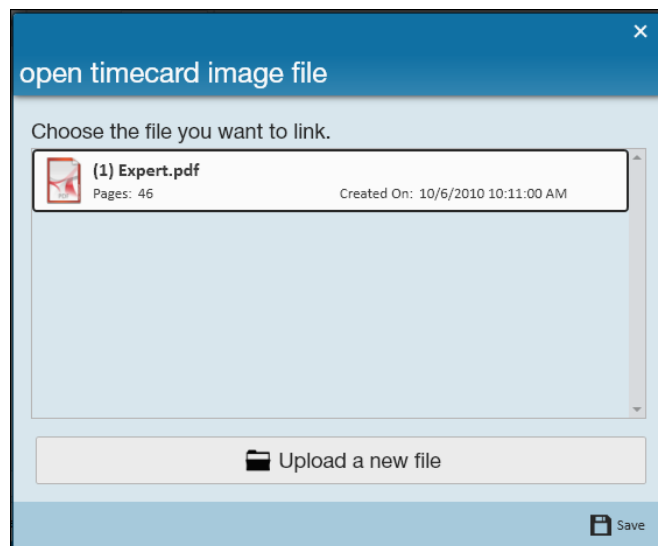 open timecard image file
Choose the file you want to link.
(1) Expert.pdf
Pages: 46 Created On: 10/6/2010 10:11:00 AM
Upload a new file
Save